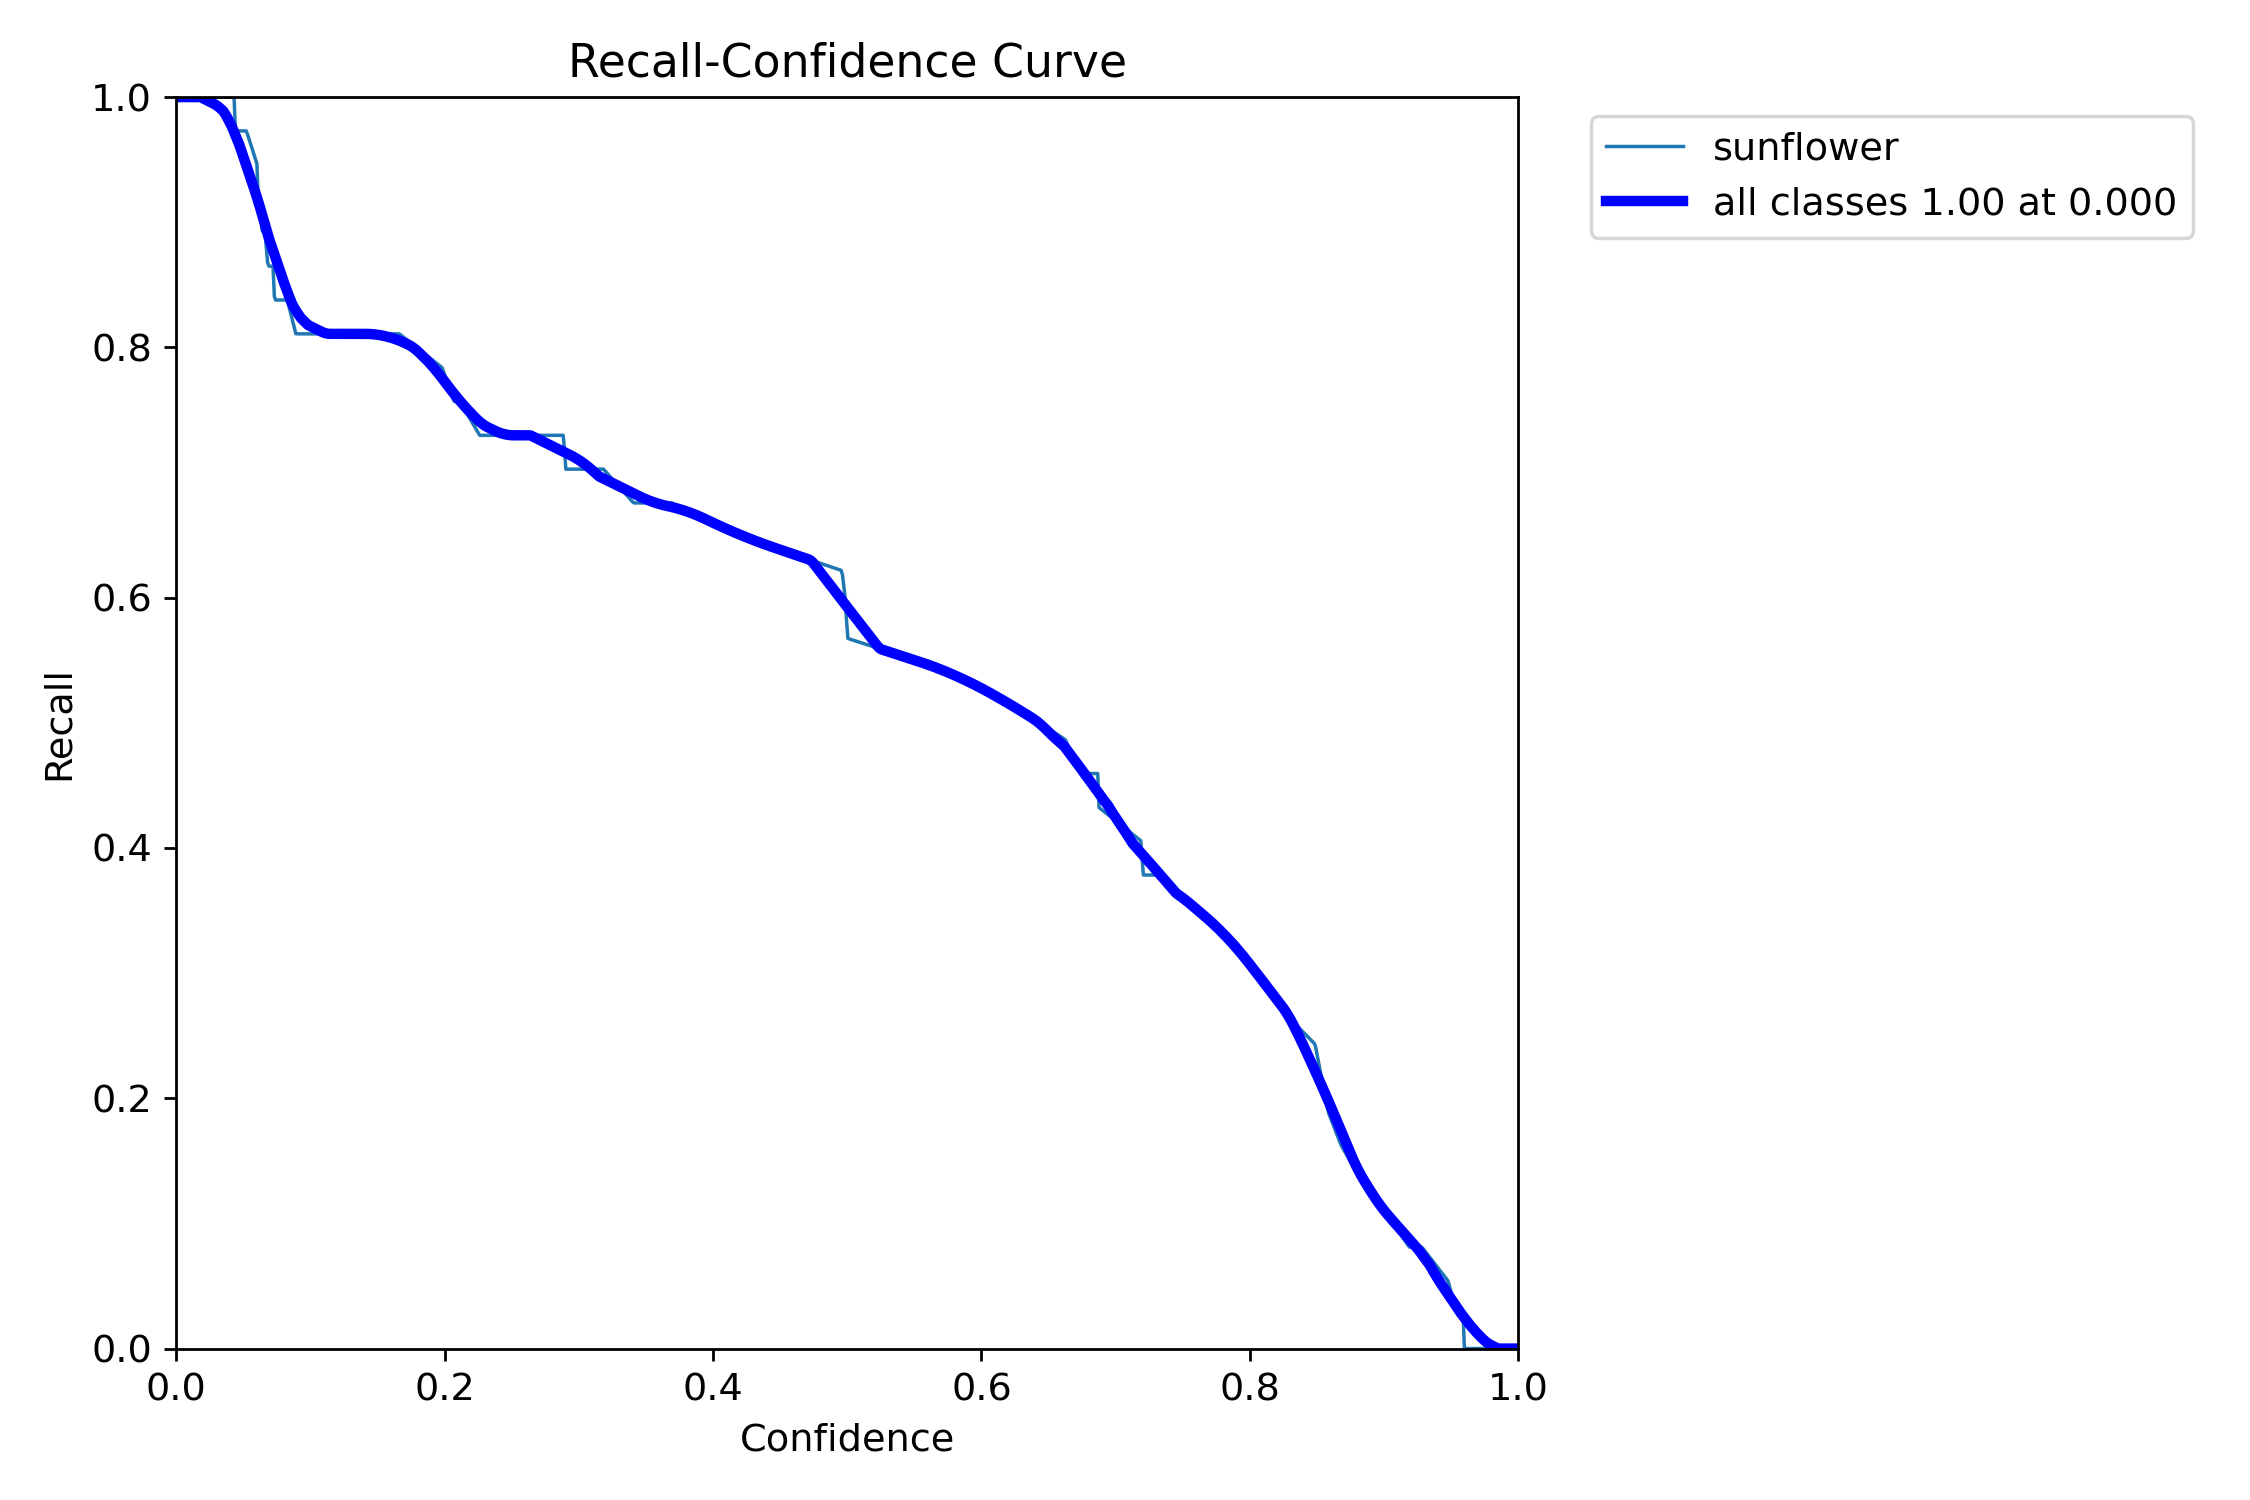 Recall-Confidence Curve
1.0
0.8
0.6
0.4
0.2
0.0
Recall
0.0 0.2 0.4 0.6 0.8 1.0
Confidence
sunflower
all classes 1.00 at 0.000